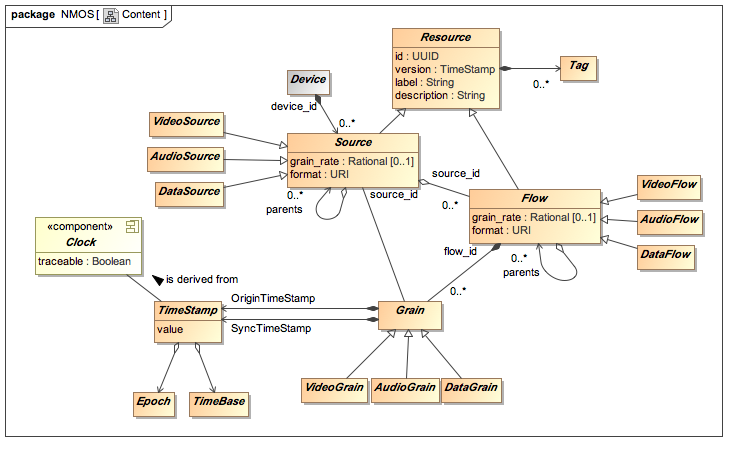 package NMOS [ Content ]
Resource
id : UUID
version : TimeStamp
label : String
description : String
Tag
0..*
Device
device_id
0..*
VideoSource
AudioSource
DataSource
Source
grain_rate : Rational [0..1]
format : URI
0..*
parents
source_id
source_id
0..*
Flow
grain_rate : Rational [0..1]
format : URI
VideoFlow
AudioFlow
DataFlow
flow_id
0..*
parents
0..*
«component»
Clock
traceable : Boolean
is derived from
TimeStamp
value
OriginTimeStamp
SyncTimeStamp
Grain
Epoch
TimeBase
VideoGrain
AudioGrain
DataGrain